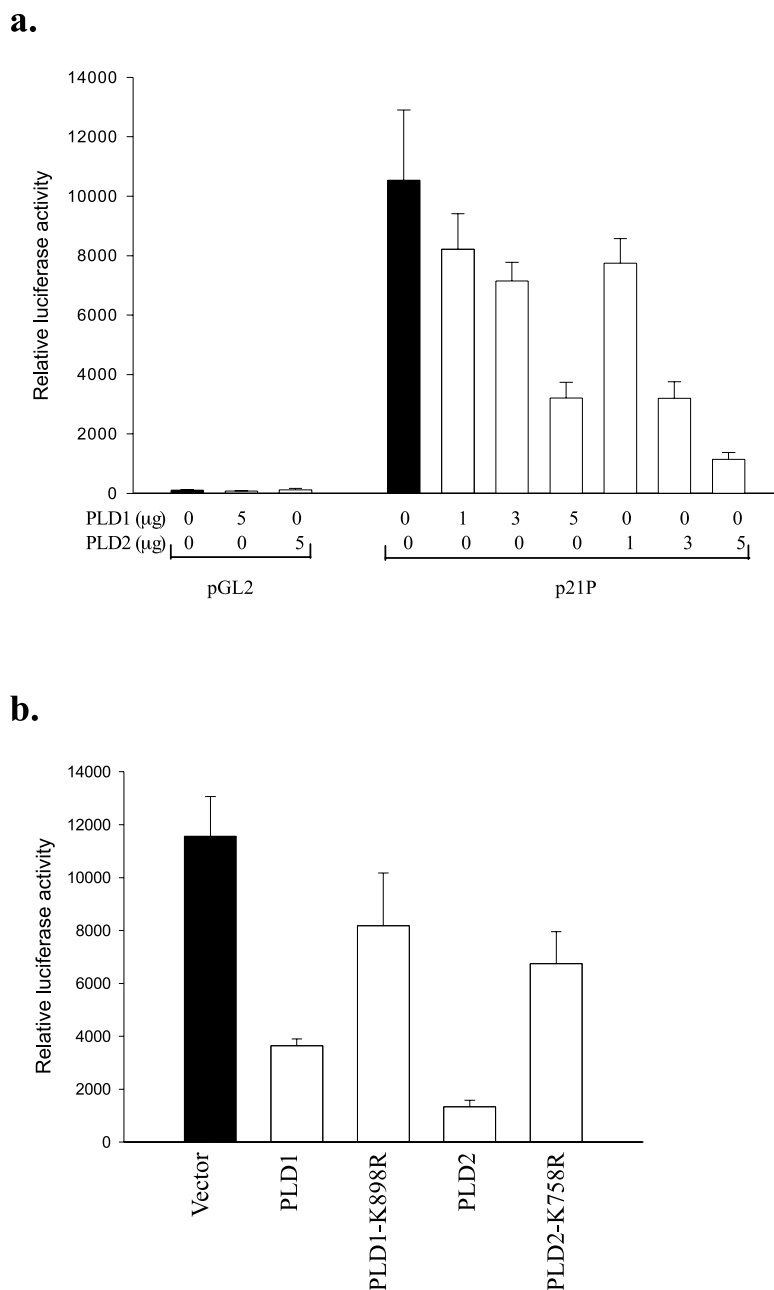 a.
14000
12000
10000
8000
6000
4000
2000
0
Relative luciferase activity
PLD1 (μg) 0 5 0 0 1 3 5 0 0 0
PLD2 (μg) 0 0 5 0 0 0 0 1 3 5
pGL2 p21P
b.
14000
12000
10000
8000
6000
4000
2000
0
Relative luciferase activity
Vector
PLD1
PLD1-K898R
PLD2
PLD2-K758R